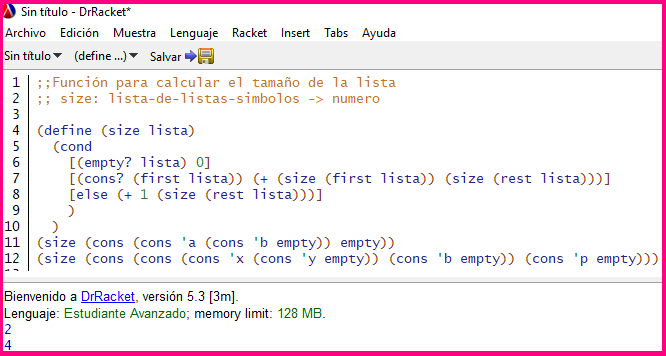 Sin título - DrRacket*
Archivo Edición Muestra Lenguaje Racket Insert Tabs Ayuda
Sin título (define ...) Salvar
1 ;;Función para calcular el tamaño de la lista
2 ;; size: lista-de-listas-simbolos -> numero
3
4 (define (size lista)
5 (cond
6 [(empty? lista) 0]
7 [(cons? (first lista)) (+ (size (first lista)) (size (rest lista)))]
8 [else (+ 1 (size (rest lista)))]
9 )
10 )
11 (size (cons (cons 'a (cons 'b empty)) empty))
12 (size (cons (cons (cons 'x (cons 'y empty)) (cons 'b empty)) (cons 'p empty)))
Bienvenido a DrRacket, versión 5.3 [3m].
Lenguaje: Estudiante Avanzado; memory limit: 128 MB.
2
4